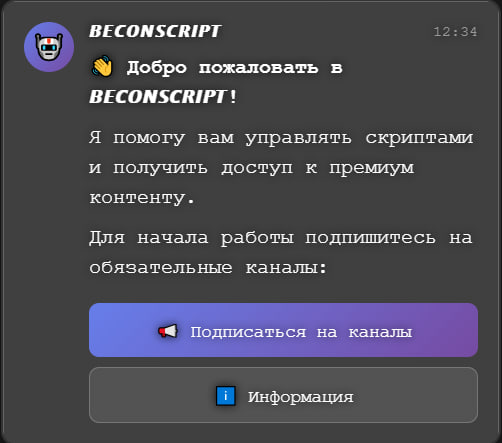 BECONSCRIPT 12:34
👋 Добро пожаловать в
BECONSCRIPT!
Я помогу вам управлять скриптами
и получить доступ к премиум
контенту.
Для начала работы подпишитесь на
обязательные каналы:
📢 Подписаться на каналы
ℹ️ Информация